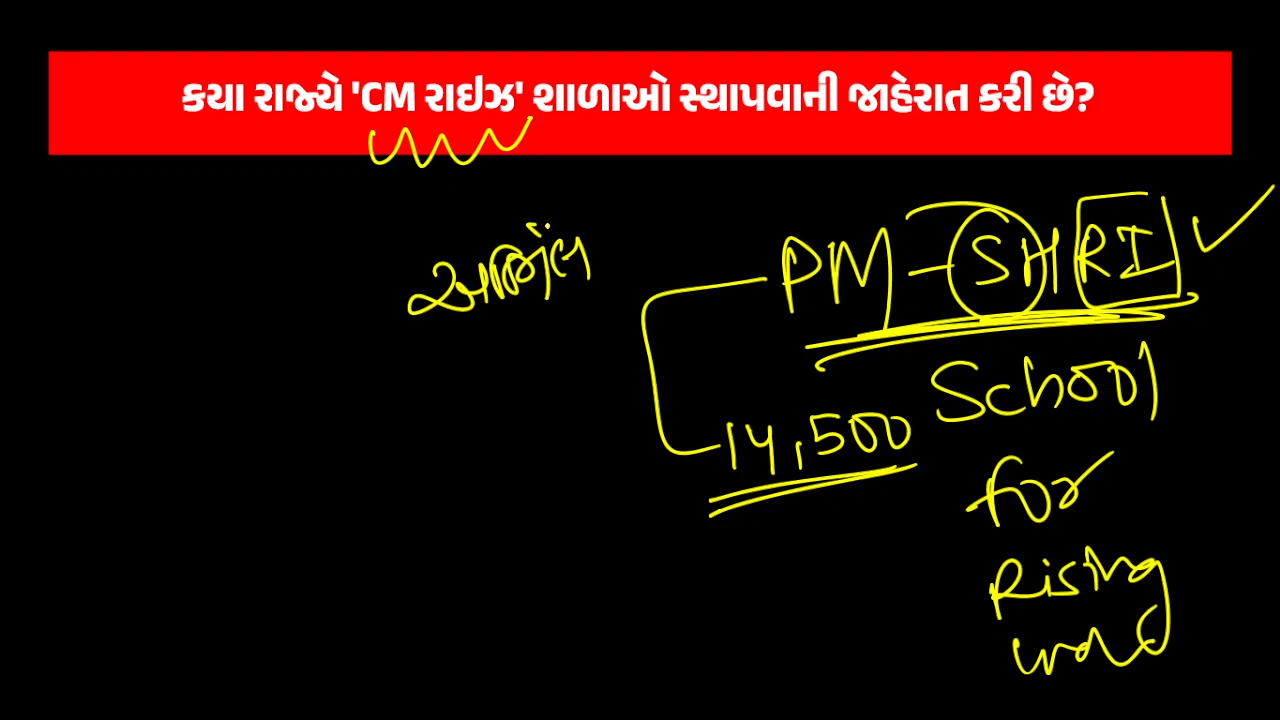 કયા રાજ્યે 'CM રાઇઝ' શાળાઓ સ્થાપવાની જાહેરાત કરી છે?
PM-SHRI
14,500
School
for
Rising